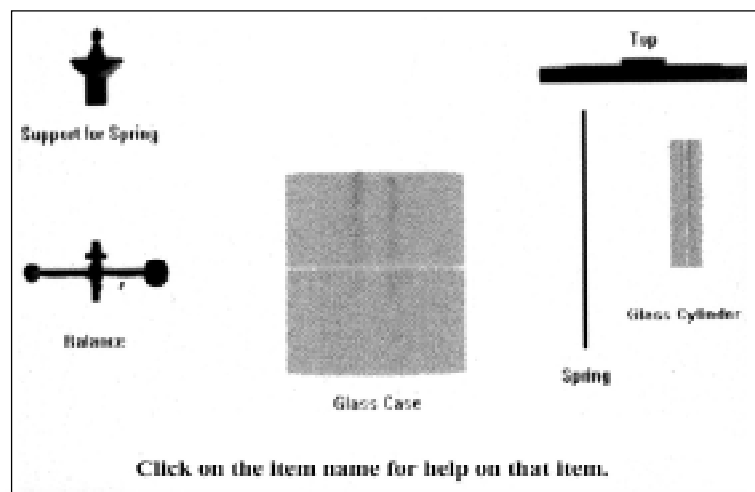 Top
Support for Spring
r
Balance
Glass Cylinder
Spring
Glass Case
Click on the item name for help on that item.